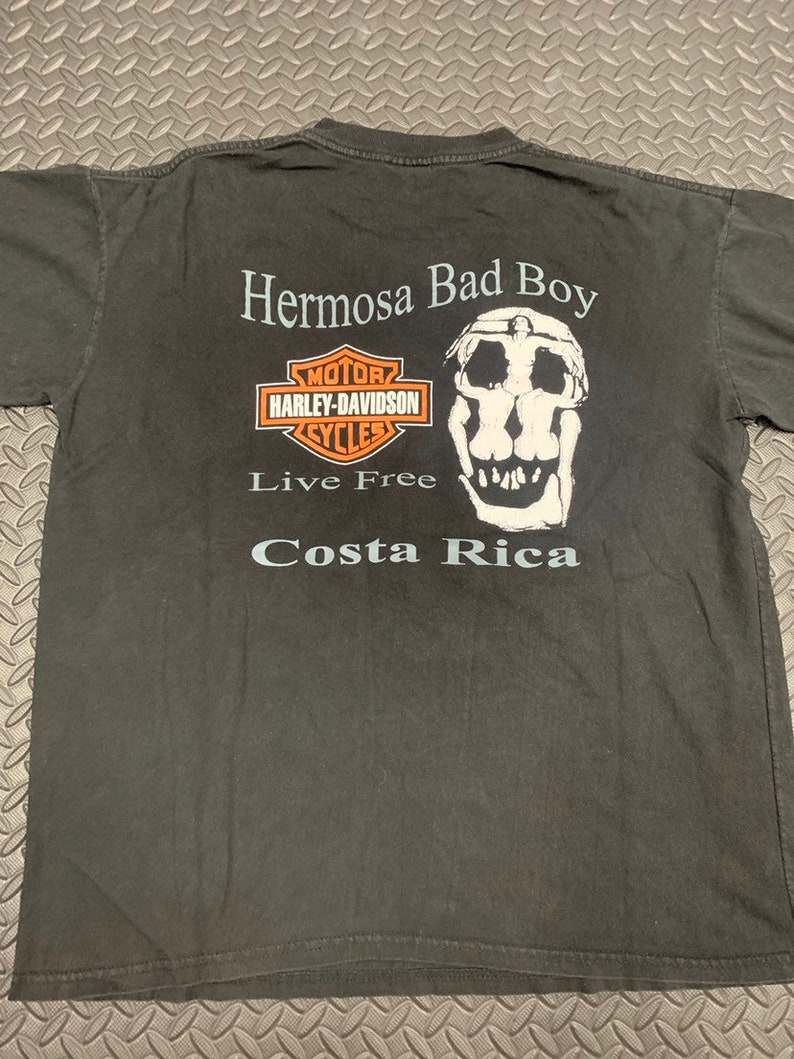 Hermosa Bad Boy
MOTOR
HARLEY-DAVIDSON
CYCLES
Live Free
Costa Rica